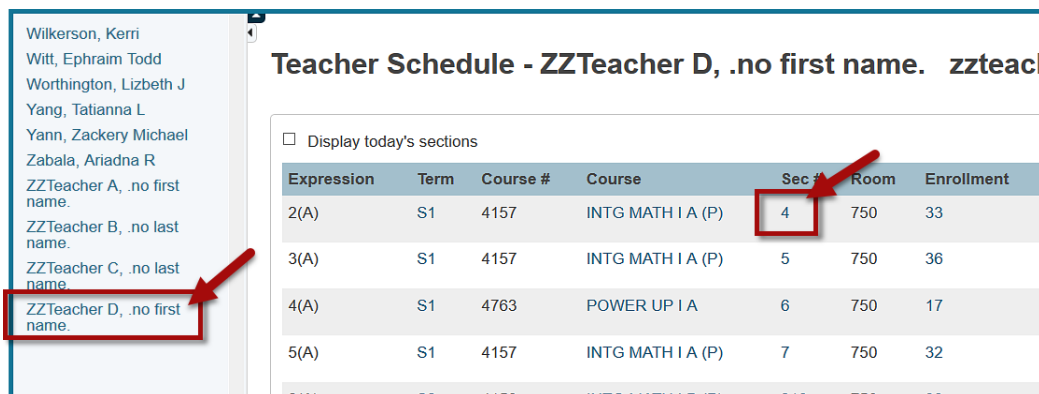 Wilkerson, Kerri
Witt, Ephraim Todd
Worthington, Lizbeth J
Yang, Tatianna L
Yann, Zackery Michael
Zabala, Ariadna R
ZZTeacher A, .no first
name.
ZZTeacher B, .no last
name.
ZZTeacher C, .no last
name.
ZZTeacher D, .no first
name.
Teacher Schedule - ZZTeacher D, .no first name. zzteach
Display today's sections
Expression Term Course # Course Sec # Room Enrollment
2(A) S1 4157 INTG MATH I A (P) 4 750 33
3(A) S1 4157 INTG MATH I A (P) 5 750 36
4(A) S1 4763 POWER UP I A 6 750 17
5(A) S1 4157 INTG MATH I A (P) 7 750 32